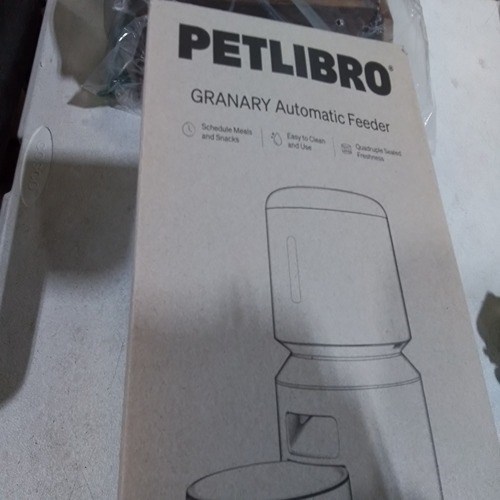 PETLIBRO®
GRANARY Automatic Feeder
Schedule Meals
and Snacks
Easy to Clean
and Use
Quadruple Sealed
Freshness